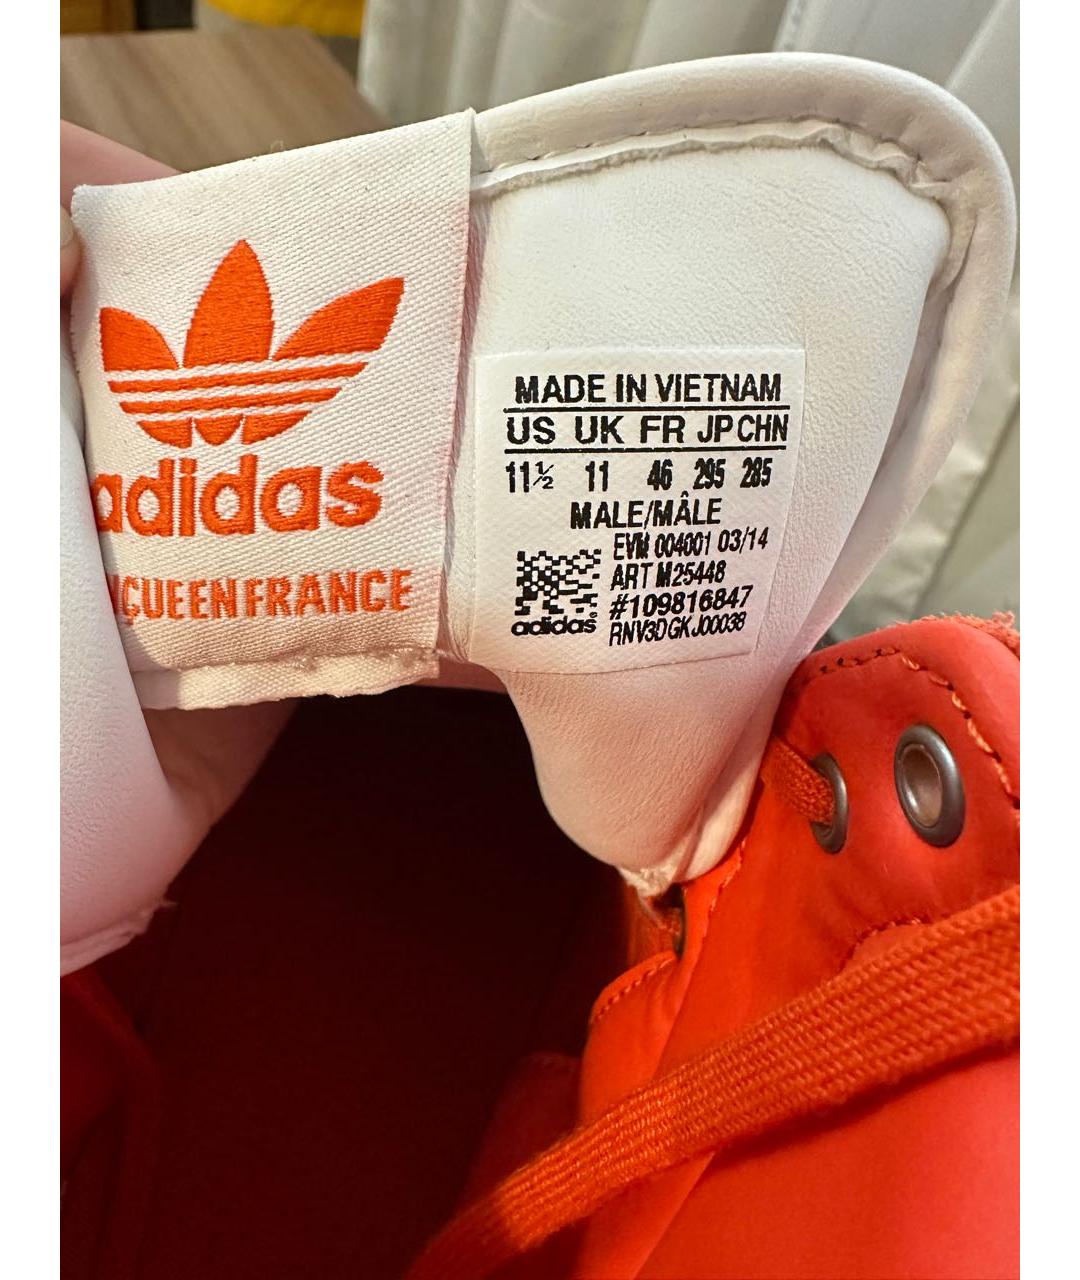 adidas
QUEEN FRANCE
MADE IN VIETNAM
US UK FR JP CHN
11½ 11 46 295 285
MALE/MÂLE
EVM 004001 03/14
ART M25448
#109816847
adidas
RNV3DGKJ00038